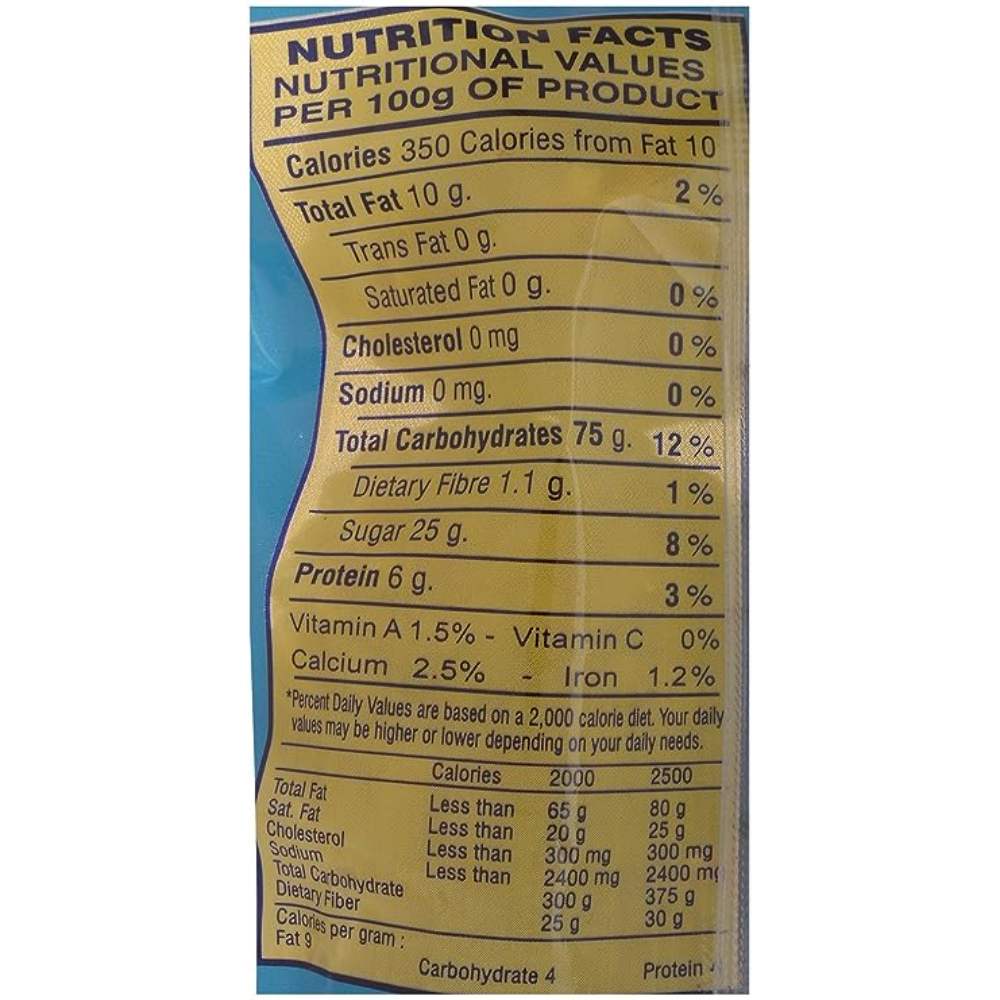 NUTRITION FACTS
NUTRITIONAL VALUES
PER 100g OF PRODUCT
Calories 350 Calories from Fat 10
Total Fat 10 g. 2 %
Trans Fat 0 g.
Saturated Fat 0 g. 0 %
Cholesterol 0 mg 0 %
Sodium 0 mg. 0 %
Total Carbohydrates 75 g. 12 %
Dietary Fibre 1.1 g. 1 %
Sugar 25 g. 8 %
Protein 6 g. 3 %
Vitamin A 1.5% - Vitamin C 0%
Calcium 2.5% - Iron 1.2%
*Percent Daily Values are based on a 2,000 calorie diet. Your daily
values may be higher or lower depending on your daily needs.
Calories 2000 2500
Total Fat Less than 65 g 80 g
Sat. Fat Less than 20 g 25 g
Cholesterol Less than 300 mg 300 mg
Sodium Less than 2400 mg 2400 mg
Total Carbohydrate 300 g 375 g
Dietary Fiber 25 g 30 g
Calories per gram :
Fat 9 Carbohydrate 4 Protein 4